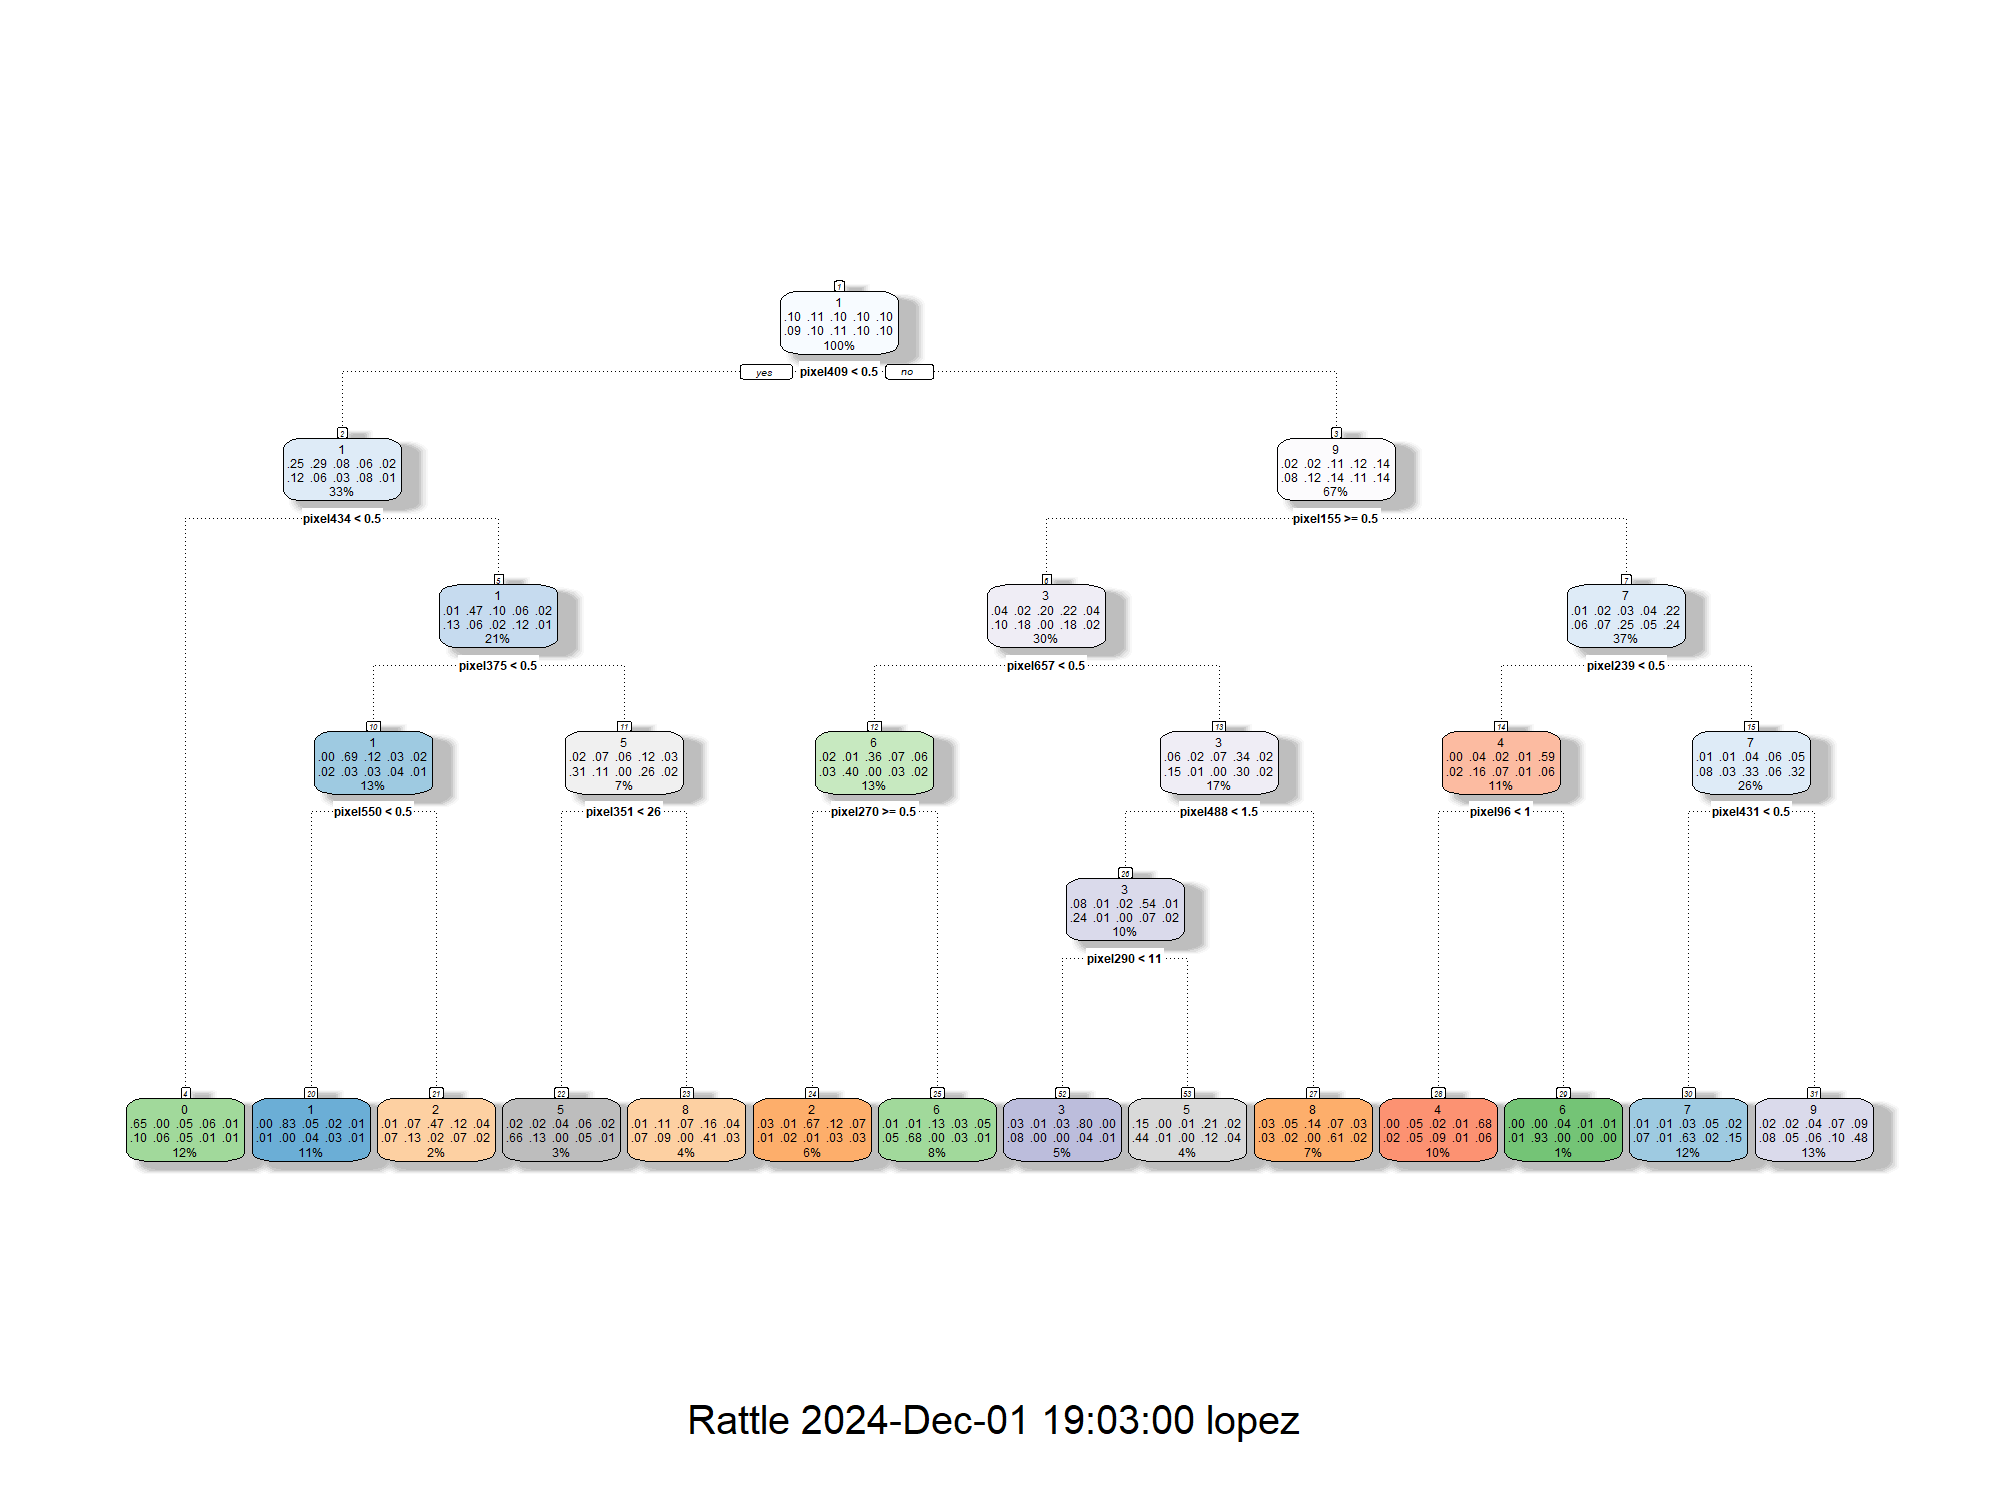 1
1
.10 .11 .10 .10 .10
.09 .10 .11 .10 .10
100%
yes pixel409 < 0.5 no
2
1
.25 .29 .08 .06 .02
.12 .06 .03 .08 .01
33%
pixel434 < 0.5
3
9
.02 .02 .11 .12 .14
.08 .12 .14 .11 .14
67%
pixel155 >= 0.5
5
1
.01 .47 .10 .06 .02
.13 .06 .02 .12 .01
21%
pixel375 < 0.5
6
3
.04 .02 .20 .22 .04
.10 .18 .00 .18 .02
30%
pixel657 < 0.5
7
7
.01 .02 .03 .04 .22
.06 .07 .25 .05 .24
37%
pixel239 < 0.5
10
1
.00 .69 .12 .03 .02
.02 .03 .03 .04 .01
13%
pixel550 < 0.5
11
5
.02 .07 .06 .12 .03
.31 .11 .00 .26 .02
7%
pixel351 < 26
12
6
.02 .01 .36 .07 .06
.03 .40 .00 .03 .02
13%
pixel270 >= 0.5
13
3
.06 .02 .07 .34 .02
.15 .01 .00 .30 .02
17%
pixel488 < 1.5
14
4
.00 .04 .02 .01 .59
.02 .16 .07 .01 .06
11%
pixel96 < 1
15
7
.01 .01 .04 .06 .05
.08 .03 .33 .06 .32
26%
pixel431 < 0.5
26
3
.08 .01 .02 .54 .01
.24 .01 .00 .07 .02
10%
pixel290 < 11
4
0
.65 .00 .05 .06 .01
.10 .06 .05 .01 .01
12%
20
1
.00 .83 .05 .02 .01
.01 .00 .04 .03 .01
11%
21
2
.01 .07 .47 .12 .04
.07 .13 .02 .07 .02
2%
22
5
.02 .02 .04 .06 .02
.66 .13 .00 .05 .01
3%
23
8
.01 .11 .07 .16 .04
.07 .09 .00 .41 .03
4%
24
2
.03 .01 .67 .12 .07
.01 .02 .01 .03 .03
6%
25
6
.01 .01 .13 .03 .05
.05 .68 .00 .03 .01
8%
52
3
.03 .01 .03 .80 .00
.08 .00 .00 .04 .01
5%
53
5
.15 .00 .01 .21 .02
.44 .01 .00 .12 .04
4%
27
8
.03 .05 .14 .07 .03
.03 .02 .00 .61 .02
7%
28
4
.00 .05 .02 .01 .68
.02 .05 .09 .01 .06
10%
29
6
.00 .00 .04 .01 .01
.01 .93 .00 .00 .00
1%
30
7
.01 .01 .03 .05 .02
.07 .01 .63 .02 .15
12%
31
9
.02 .02 .04 .07 .09
.08 .05 .06 .10 .48
13%
Rattle 2024-Dec-01 19:03:00 lopez